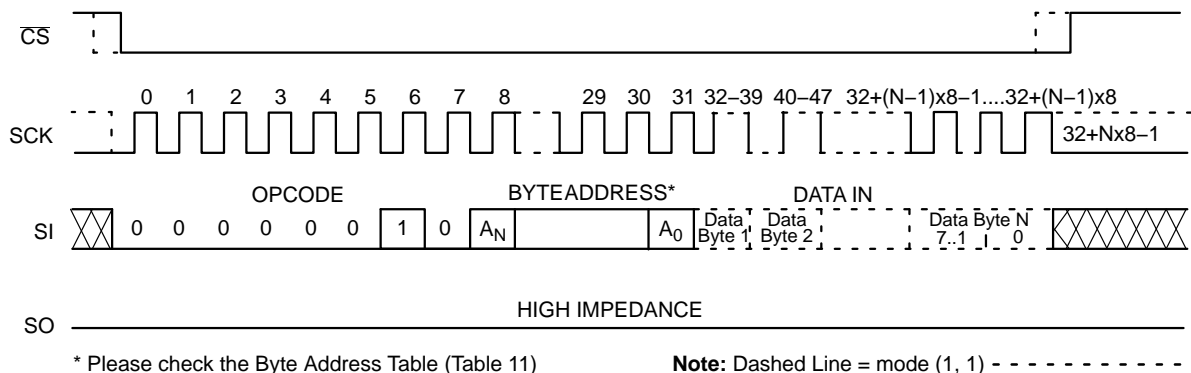 CS
0 1 2 3 4 5 6 7 8 29 30 31 32–39 40–47 32+(N–1)x8–1....32+(N–1)x8
SCK
32+Nx8–1
OPCODE BYTEADDRESS* DATA IN
SI 0 0 0 0 0 0 1 0 AN A0 Data Byte 1 Data Byte 2 Data Byte N 7..1 0
HIGH IMPEDANCE
SO
* Please check the Byte Address Table (Table 11) Note: Dashed Line = mode (1, 1)